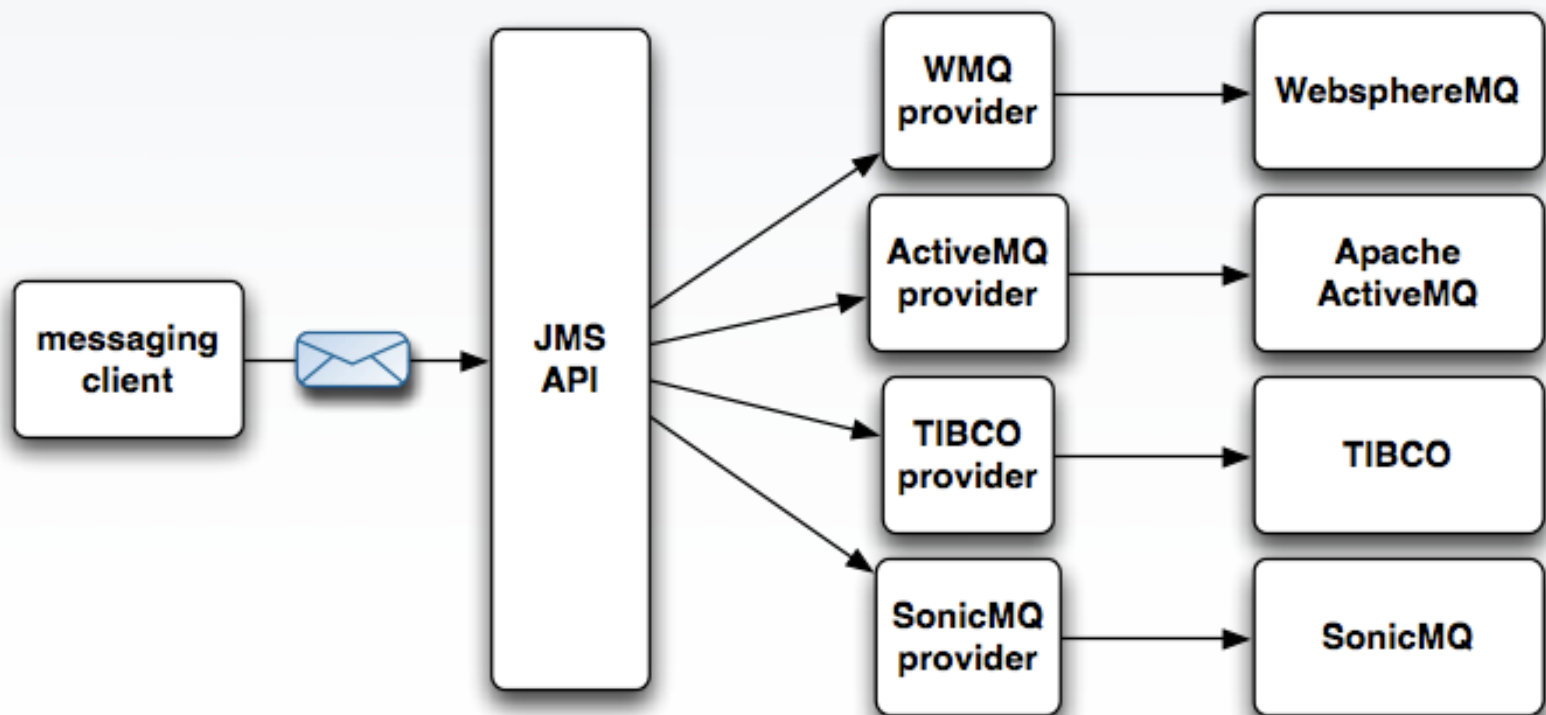 messaging
client
JMS
API
WMQ
provider
WebsphereMQ
ActiveMQ
provider
Apache
ActiveMQ
TIBCO
provider
TIBCO
SonicMQ
provider
SonicMQ